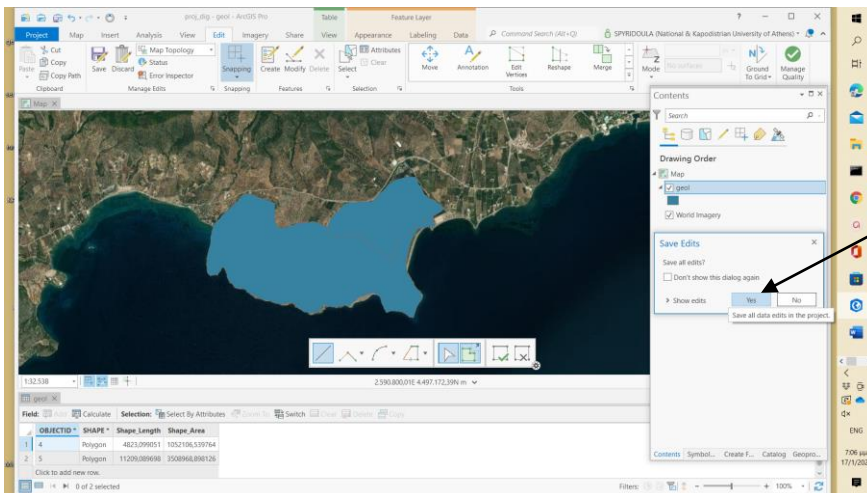 proj_dig - geol - ArcGIS Pro
Table
Feature Layer
? – □ ×
Project Map Insert Analysis View Edit Imagery Share View Appearance Labeling Data
Command Search (Alt+Q)
SPYRIDOULA (National & Kapodistrian University of Athens)
Paste
Cut
Copy
Copy Path
Clipboard
Save
Discard
Map Topology
Status
Error Inspector
Manage Edits
Snapping
Snapping
Create
Modify
Delete
Features
Select
Attributes
Clear
Selection
Move
Annotation
Edit Vertices
Reshape
Merge
Tools
Mode
Ground To Grid
Manage Quality
Map ×
Contents
Search
Drawing Order
Map
geol
World Imagery
Save Edits
Save all edits?
Don't show this dialog again
Show edits
Yes
No
Save all data edits in the project.
1:32.538
2.590.800,01E 4.497.172,39N m
geol ×
Field: Add Calculate Selection: Select By Attributes Zoom To Switch Clear Delete Copy
OBJECTID * SHAPE * Shape_Length Shape_Area
1 4 Polygon 4823,099051 1052106,539764
2 5 Polygon 11209,089698 3508968,898126
Click to add new row.
0 of 2 selected
Filters:
100%
Contents Symbol... Create F... Catalog Geopro...
ENG